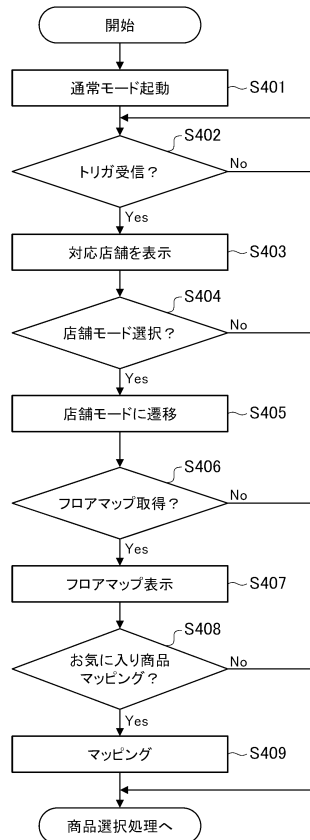 開始
通常モード起動
S401
S402
トリガ受信？
No
Yes
対応店舗を表示
S403
S404
店舗モード選択？
No
Yes
店舗モードに遷移
S405
S406
フロアマップ取得？
No
Yes
フロアマップ表示
S407
S408
お気に入り商品
マッピング？
No
Yes
マッピング
S409
商品選択処理へ